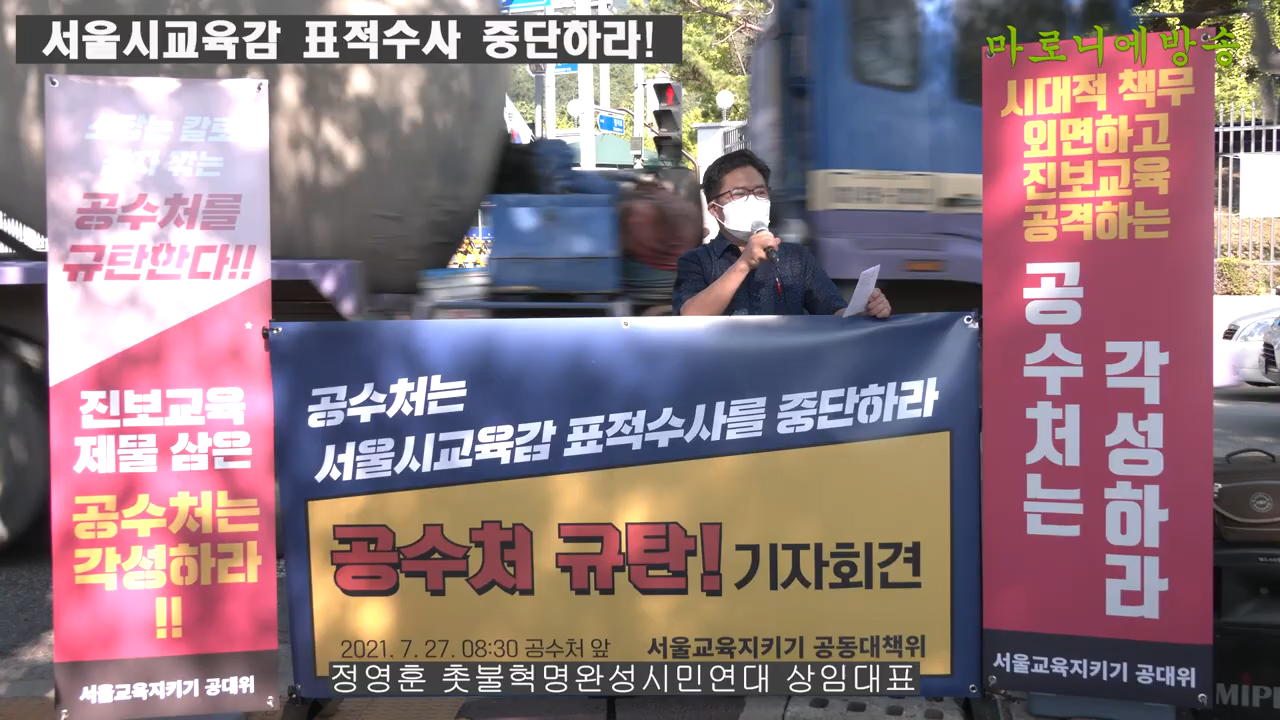 서울시교육감 표적수사 중단하라!
마로니에방송
칼로
공수처를
규탄한다!!
진보교육
제물 삼은
공수처는
각성하라
!!
서울교육지키기 공대위
공수처는
서울시교육감 표적수사를 중단하라
공수처 규탄! 기자회견
2021. 7. 27. 08:30 공수처 앞 서울교육지키기 공동대책위
정영훈 촛불혁명완성시민연대 상임대표
시대적 책무
외면하고
진보교육
공격하는
공수처는
각성하라
서울교육지키기 공대위